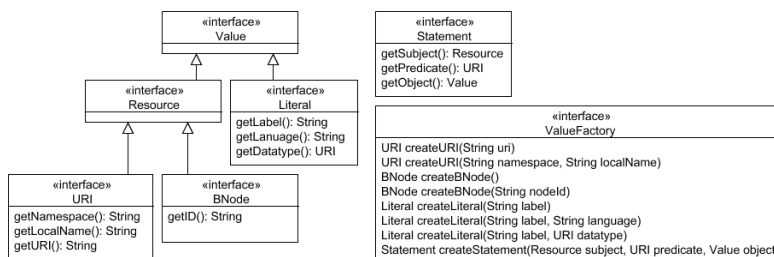 «interface»
Value
«interface»
Resource
«interface»
Literal
getLabel(): String
getLanuage(): String
getDatatype(): URI
«interface»
URI
getNamespace(): String
getLocalName(): String
getURI(): String
«interface»
BNode
getID(): String
«interface»
Statement
getSubject(): Resource
getPredicate(): URI
getObject(): Value
«interface»
ValueFactory
URI createURI(String uri)
URI createURI(String namespace, String localName)
BNode createBNode()
BNode createBNode(String nodeId)
Literal createLiteral(String label)
Literal createLiteral(String label, String language)
Literal createLiteral(String label, URI datatype)
Statement createStatement(Resource subject, URI predicate, Value object